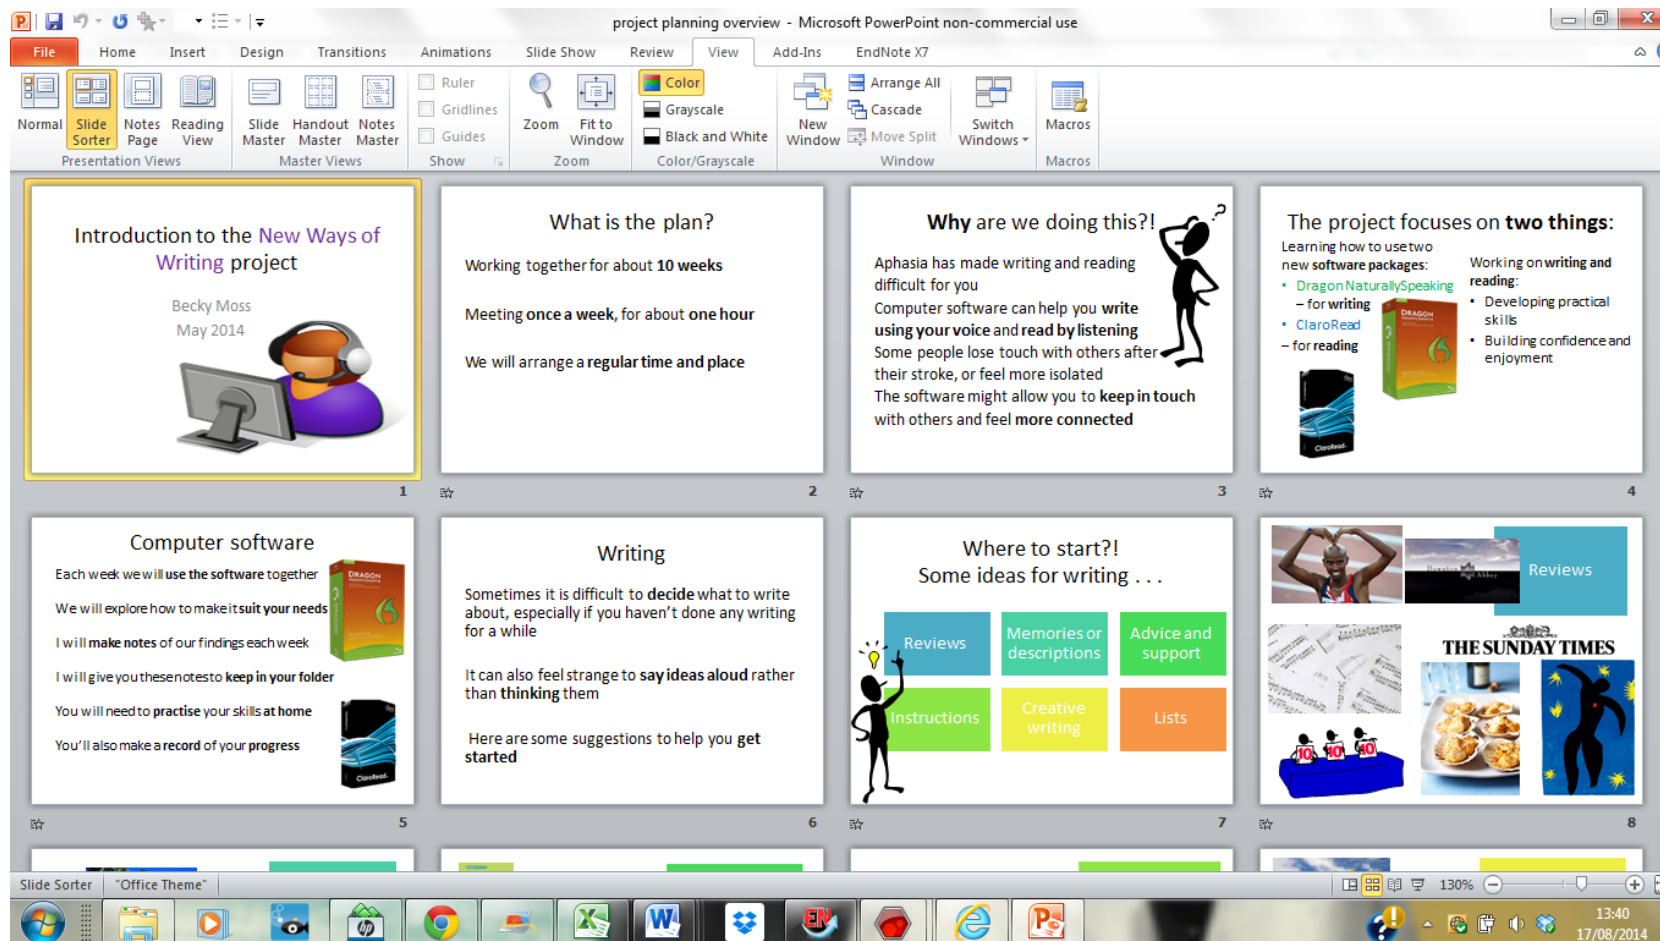 project planning overview - Microsoft PowerPoint non-commercial use
File Home Insert Design Transitions Animations Slide Show Review View Add-Ins EndNote X7
Normal
Slide Sorter
Notes Page
Reading View
Presentation Views
Slide Master
Handout Master
Notes Master
Master Views
Ruler
Gridlines
Guides
Show
Zoom
Fit to Window
Zoom
Color
Grayscale
Black and White
Color/Grayscale
New Window
Arrange All
Cascade
Move Split
Switch Windows
Window
Macros
Macros
Introduction to the New Ways of
Writing project
Becky Moss
May 2014
1
What is the plan?
Working together for about 10 weeks
Meeting once a week, for about one hour
We will arrange a regular time and place
2
Why are we doing this?!
?
Aphasia has made writing and reading
difficult for you
Computer software can help you write
using your voice and read by listening
Some people lose touch with others after
their stroke, or feel more isolated
The software might allow you to keep in touch
with others and feel more connected
3
The project focuses on two things:
Learning how to use two
new software packages:
• Dragon NaturallySpeaking
– for writing
• ClaroRead
– for reading
DRAGON
ClaroRead
Working on writing and
reading:
• Developing practical
skills
• Building confidence and
enjoyment
4
Computer software
Each week we will use the software together
We will explore how to make it suit your needs
I will make notes of our findings each week
I will give you these notes to keep in your folder
You will need to practise your skills at home
You'll also make a record of your progress
DRAGON
ClaroRead
5
Writing
Sometimes it is difficult to decide what to write
about, especially if you haven't done any writing
for a while
It can also feel strange to say ideas aloud rather
than thinking them
Here are some suggestions to help you get
started
6
Where to start?!
Some ideas for writing . . .
Reviews
Memories or
descriptions
Advice and
support
Instructions
Creative
writing
Lists
7
Downton Abbey
Reviews
THE SUNDAY TIMES
10 10 10
8
Slide Sorter "Office Theme" 130%
13:40
17/08/2014